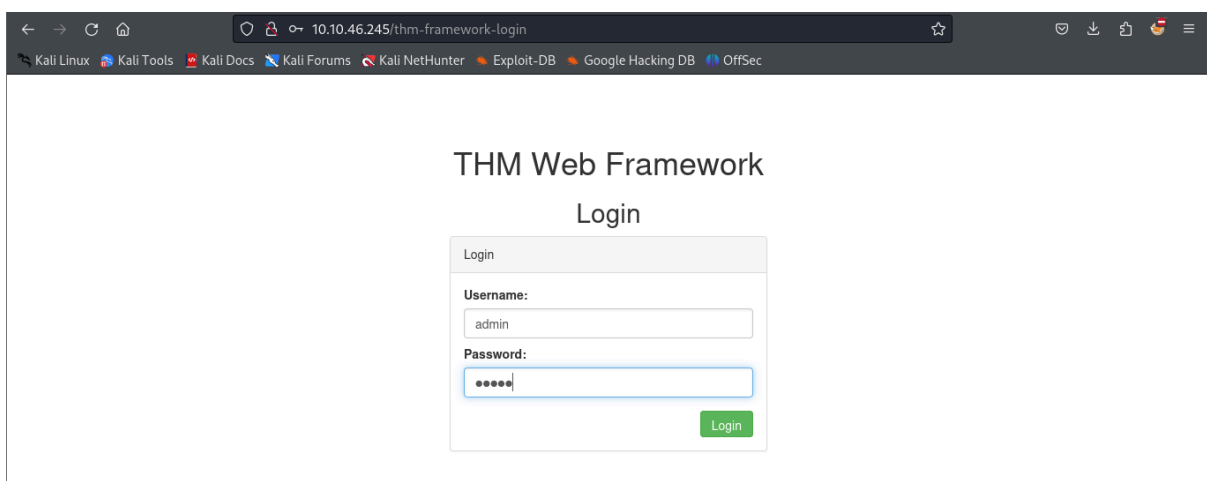 10.10.46.245/thm-framework-login
Kali Linux Kali Tools Kali Docs Kali Forums Kali NetHunter Exploit-DB Google Hacking DB OffSec
THM Web Framework
Login
Login
Username:
admin
Password:
•••••
Login